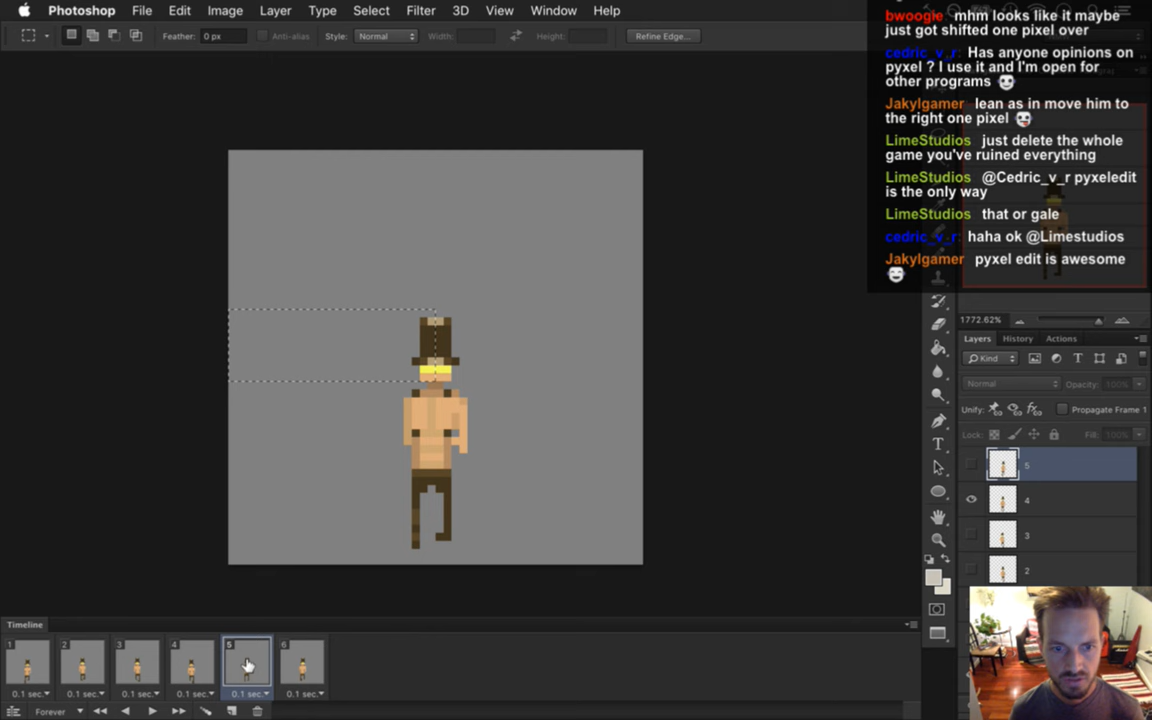 Photoshop File Edit Image Layer Type Select Filter 3D View Window Help
Feather: 0 px Anti-alias Style: Normal Width: Height: Refine Edge...
bwoogie mhm looks like it maybe
just got shifted one pixel over
cedric_v_r: Has anyone opinions on
pyxel ? I use it and I'm open for
other programs
Jakylgamer lean as in move him to
the right one pixel
LimeStudios just delete the whole
game you've ruined everything
LimeStudios @Cedric_v_r pyxeledit
is the only way
LimeStudios that or gale
cedric_v_r: haha ok @Limestudios
Jakylgamer pyxel edit is awesome
1772.62%
Layers History Actions
Kind
Normal Opacity: 100%
Unify: Propagate Frame 1
Lock: Fill: 100%
5
4
3
2
Timeline
1 2 3 4 5 6
0.1 sec. 0.1 sec. 0.1 sec. 0.1 sec. 0.1 sec. 0.1 sec.
Forever